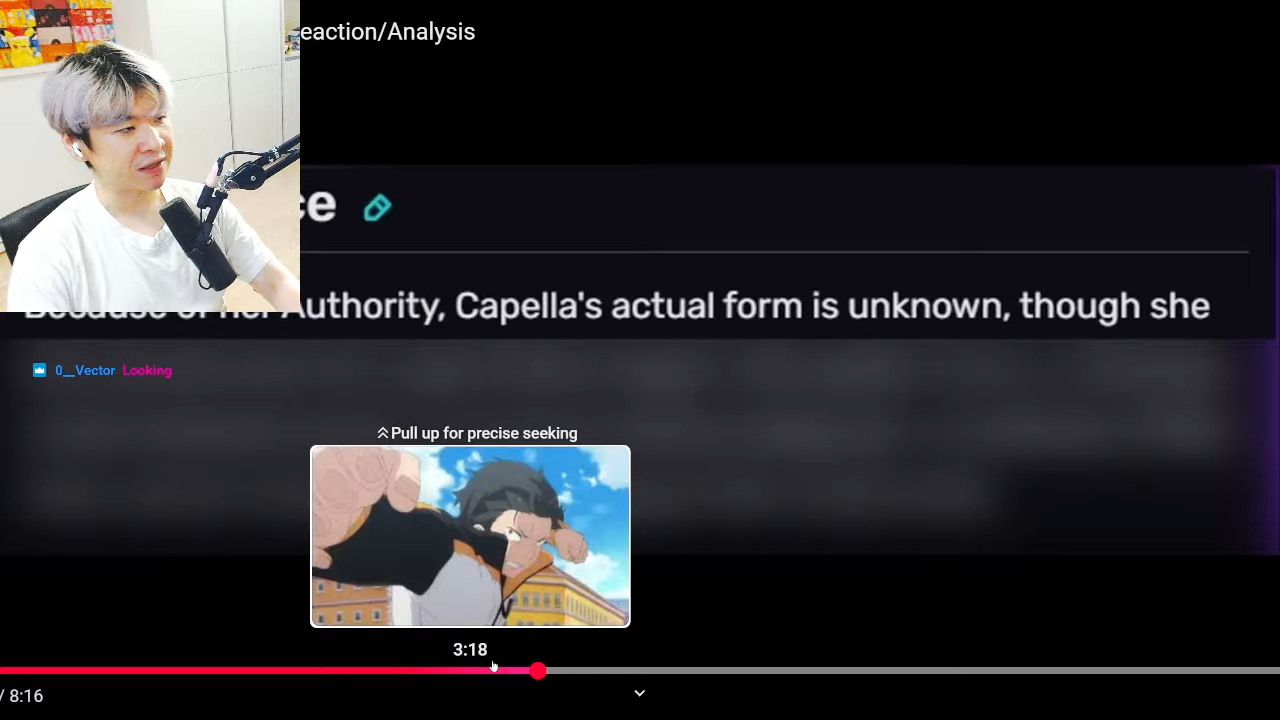 eaction/Analysis
ce
Authority, Capella's actual form is unknown, though she
0__Vector Looking
Pull up for precise seeking
3:18
/ 8:16